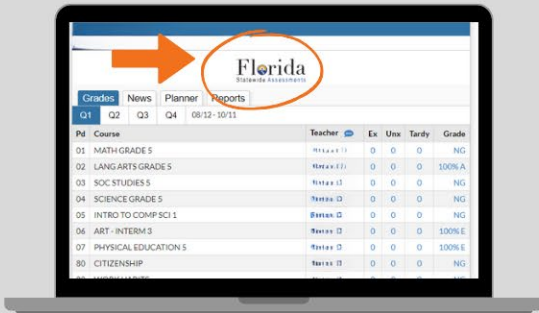 Florida
Statewide Assessments
Grades News Planner Reports
Q1 Q2 Q3 Q4 08/12 - 10/11
Pd Course Teacher Ex Unx Tardy Grade
01 MATH GRADE 5 0 0 0 NG
02 LANG ARTS GRADE 5 0 0 0 100% A
03 SOC STUDIES 5 0 0 0 NG
04 SCIENCE GRADE 5 0 0 0 NG
05 INTRO TO COMP SCI 1 0 0 0 NG
06 ART - INTERM 3 0 0 0 100% E
07 PHYSICAL EDUCATION 5 0 0 0 100% E
80 CITIZENSHIP 0 0 0 NG